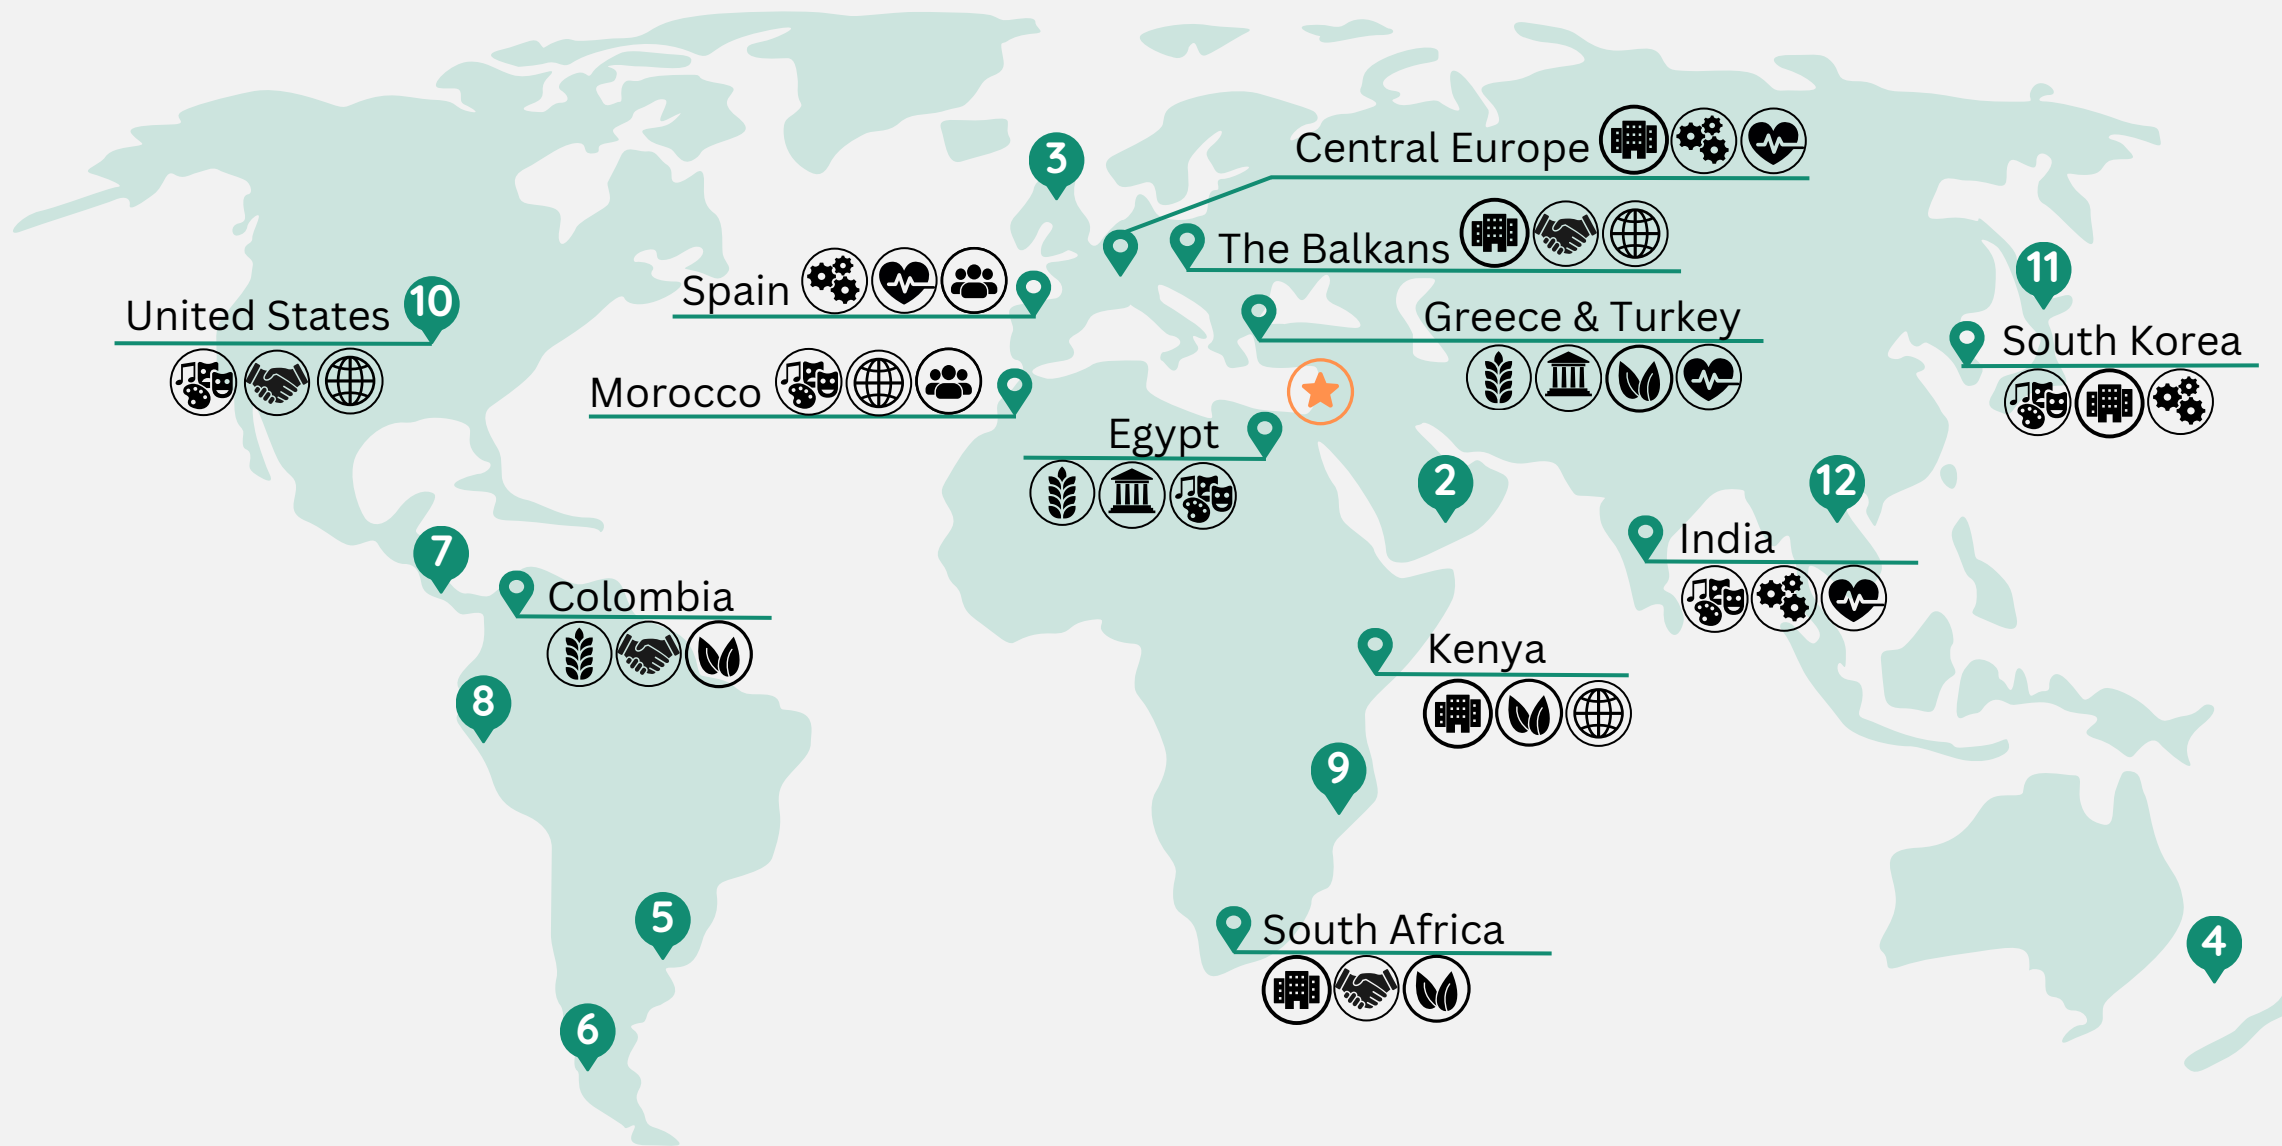 3
Central Europe
The Balkans
Spain
10
United States
11
Greece & Turkey
South Korea
Morocco
Egypt
2
12
India
7
Colombia
Kenya
8
9
5
South Africa
4
6